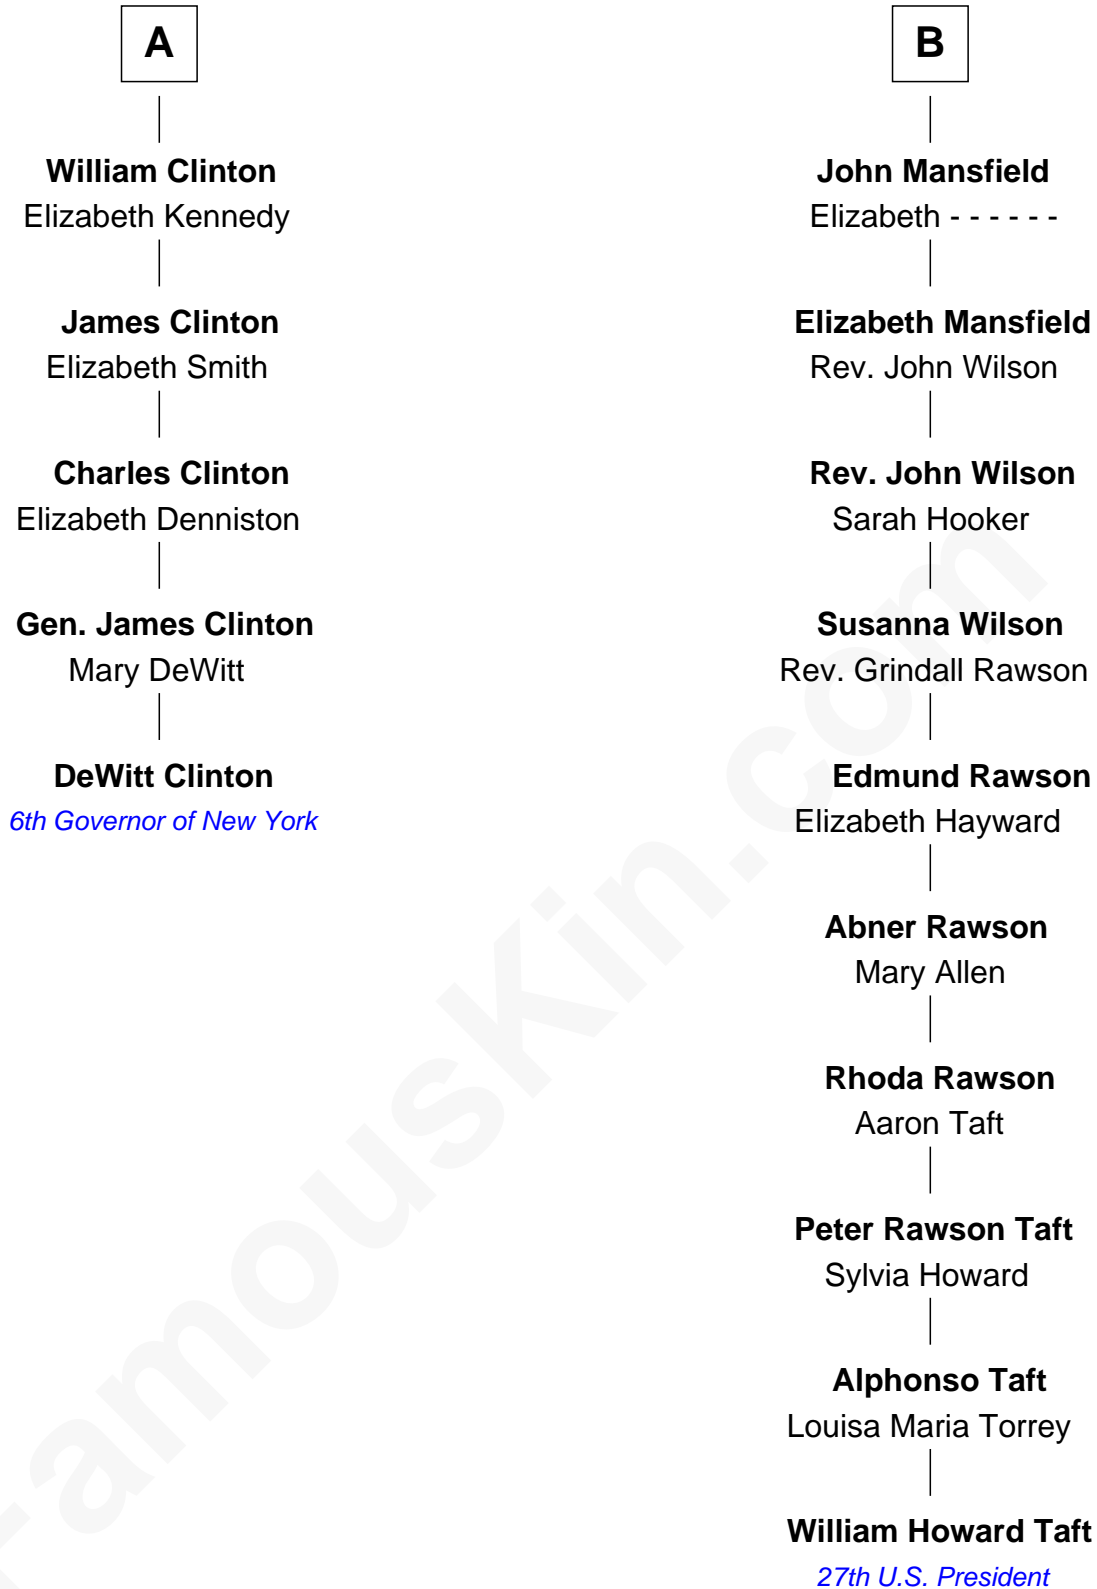 A
William Clinton
Elizabeth Kennedy
James Clinton
Elizabeth Smith
Charles Clinton
Elizabeth Denniston
Gen. James Clinton
Mary DeWitt
DeWitt Clinton
6th Governor of New York
B
John Mansfield
Elizabeth - - - - - -
Elizabeth Mansfield
Rev. John Wilson
Rev. John Wilson
Sarah Hooker
Susanna Wilson
Rev. Grindall Rawson
Edmund Rawson
Elizabeth Hayward
Abner Rawson
Mary Allen
Rhoda Rawson
Aaron Taft
Peter Rawson Taft
Sylvia Howard
Alphonso Taft
Louisa Maria Torrey
William Howard Taft
27th U.S. President
FamousKin.com